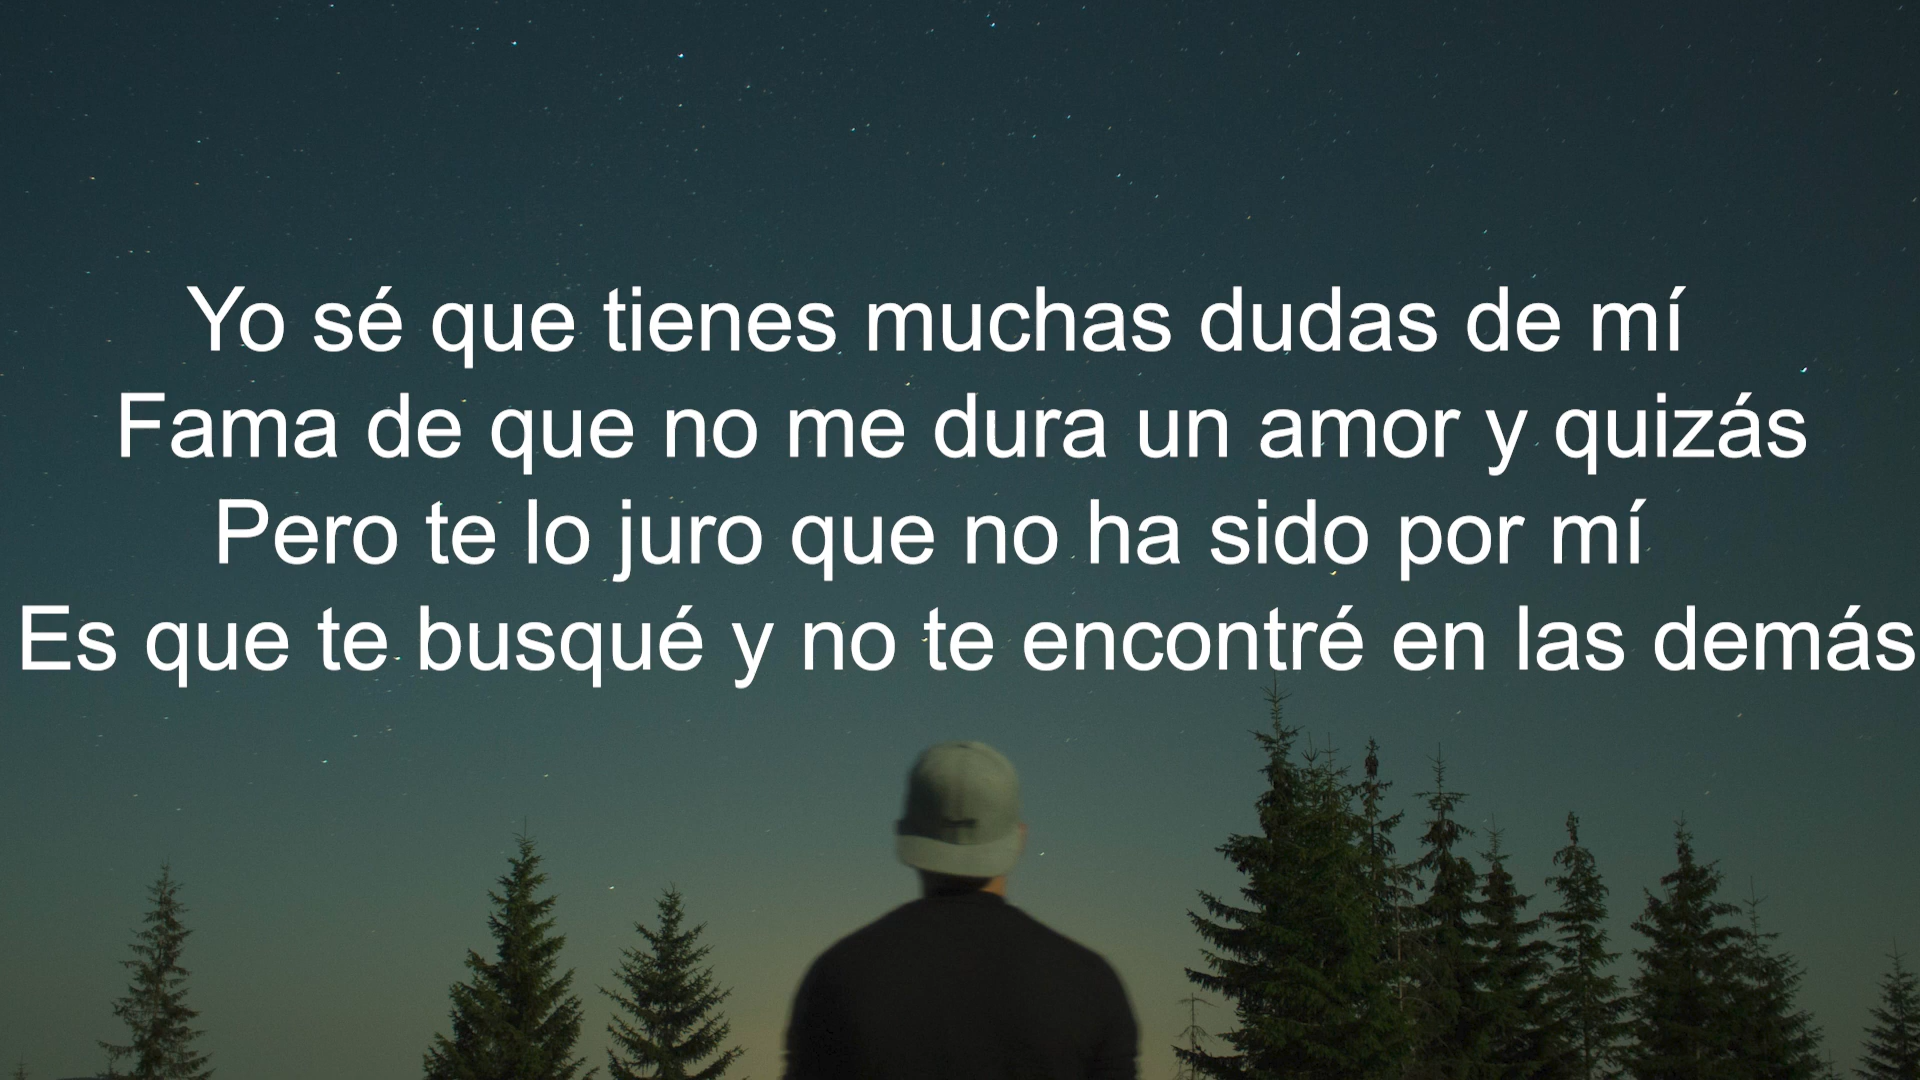 Yo sé que tienes muchas dudas de mí
Fama de que no me dura un amor y quizás
Pero te lo juro que no ha sido por mí
Es que te busqué y no te encontré en las demás